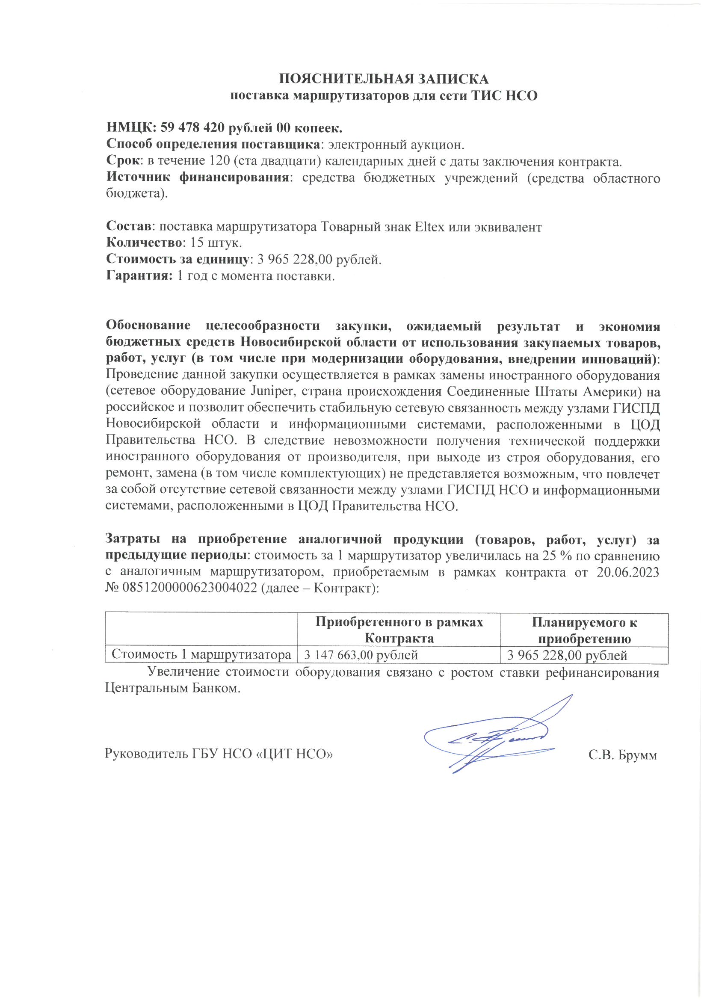 ПОЯСНИТЕЛЬНАЯ ЗАПИСКА
поставка маршрутизаторов для сети ТИС НСО
НМЦК: 59 478 420 рублей 00 копеек.
Способ определения поставщика: электронный аукцион.
Срок: в течение 120 (ста двадцати) календарных дней с даты заключения контракта.
Источник финансирования: средства бюджетных учреждений (средства областного
бюджета).
Состав: поставка маршрутизатора Товарный знак Eltex или эквивалент
Количество: 15 штук.
Стоимость за единицу: 3 965 228,00 рублей.
Гарантия: 1 год с момента поставки.
Обоснование целесообразности закупки, ожидаемый результат и экономия
бюджетных средств Новосибирской области от использования закупаемых товаров,
работ, услуг (в том числе при модернизации оборудования, внедрении инноваций):
Проведение данной закупки осуществляется в рамках замены иностранного оборудования
(сетевое оборудование Juniper, страна происхождения Соединенные Штаты Америки) на
российское и позволит обеспечить стабильную сетевую связанность между узлами ГИСПД
Новосибирской области и информационными системами, расположенными в ЦОД
Правительства НСО. В следствие невозможности получения технической поддержки
иностранного оборудования от производителя, при выходе из строя оборудования, его
ремонт, замена (в том числе комплектующих) не представляется возможным, что повлечет
за собой отсутствие сетевой связанности между узлами ГИСПД НСО и информационными
системами, расположенными в ЦОД Правительства НСО.
Затраты на приобретение аналогичной продукции (товаров, работ, услуг) за
предыдущие периоды: стоимость за 1 маршрутизатор увеличилась на 25 % по сравнению
с аналогичным маршрутизатором, приобретаемым в рамках контракта от 20.06.2023
№ 0851200000623004022 (далее – Контракт):
Приобретенного в рамках Контракта
Планируемого к приобретению
Стоимость 1 маршрутизатора 3 147 663,00 рублей 3 965 228,00 рублей
Увеличение стоимости оборудования связано с ростом ставки рефинансирования
Центральным Банком.
Руководитель ГБУ НСО «ЦИТ НСО» С.В. Брумм